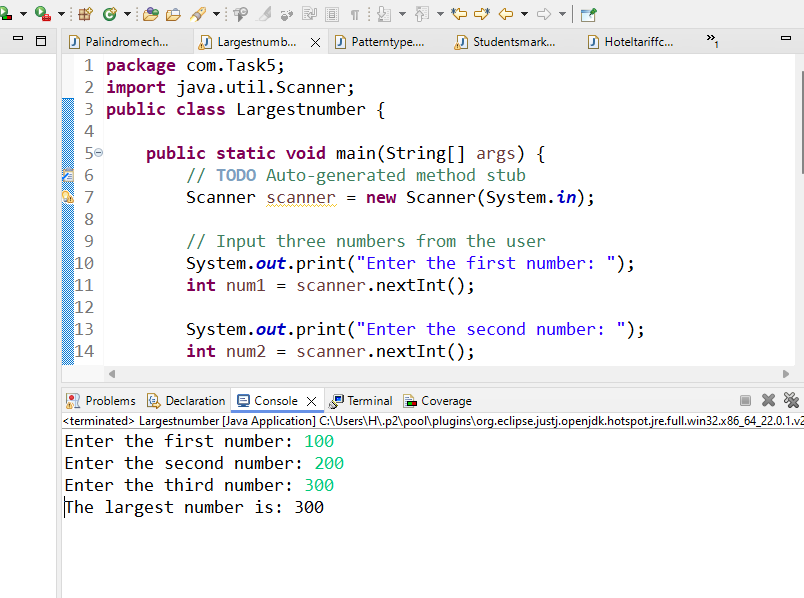 Palindromech... Largestnumb... Patterntype.... Studentsmark... Hoteltariffc... »1
1 package com.Task5;
2 import java.util.Scanner;
3 public class Largestnumber {
4
5 public static void main(String[] args) {
6 // TODO Auto-generated method stub
7 Scanner scanner = new Scanner(System.in);
8
9 // Input three numbers from the user
10 System.out.print("Enter the first number: ");
11 int num1 = scanner.nextInt();
12
13 System.out.print("Enter the second number: ");
14 int num2 = scanner.nextInt();
Problems Declaration Console Terminal Coverage
<terminated> Largestnumber [Java Application] C:\Users\H\.p2\pool\plugins\org.eclipse.justj.openjdk.hotspot.jre.full.win32.x86_64_22.0.1.v2
Enter the first number: 100
Enter the second number: 200
Enter the third number: 300
The largest number is: 300